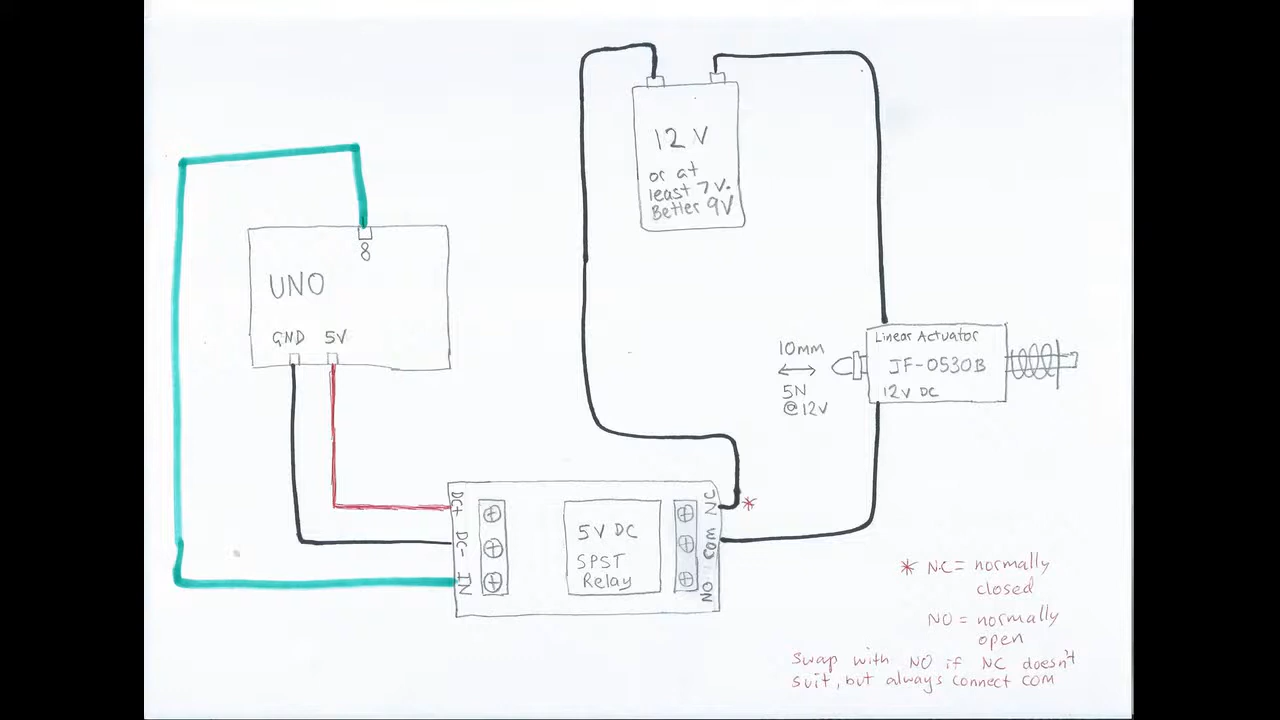 12 V
or at
least 7V.
Better 9V
8
UNO
GND 5V
Linear Actuator
JF-0530B
12V DC
10mm
5N
@12V
DC+
DC-
IN
5V DC
SPST
Relay
NC
COM
NO
*
* NC = normally
closed
NO = normally
open
Swap with NO if NC doesn't
suit, but always connect COM